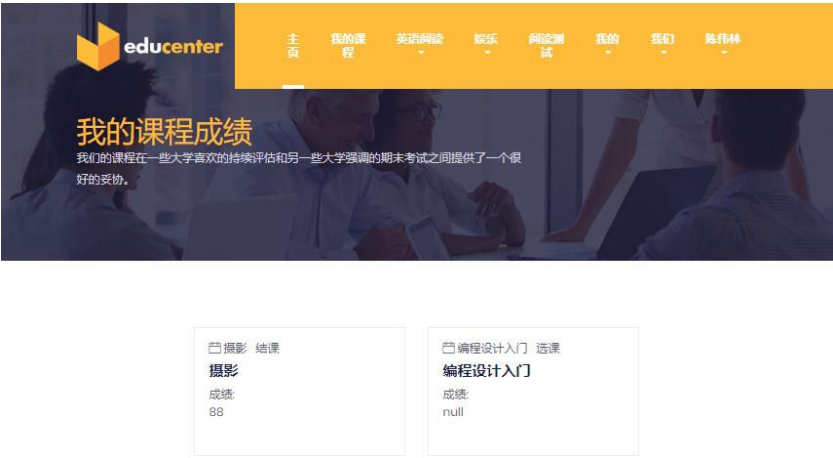 educenter
主
页
我的课
程
英语阅读
娱乐
阅读测
试
我的
我们
陈伟林
我的课程成绩
我们的课程在一些大学喜欢的持续评估和另一些大学强调的期末考试之间提供了一个很
好的妥协。
摄影 结课
摄影
成绩:
88
编程设计入门 选课
编程设计入门
成绩:
null